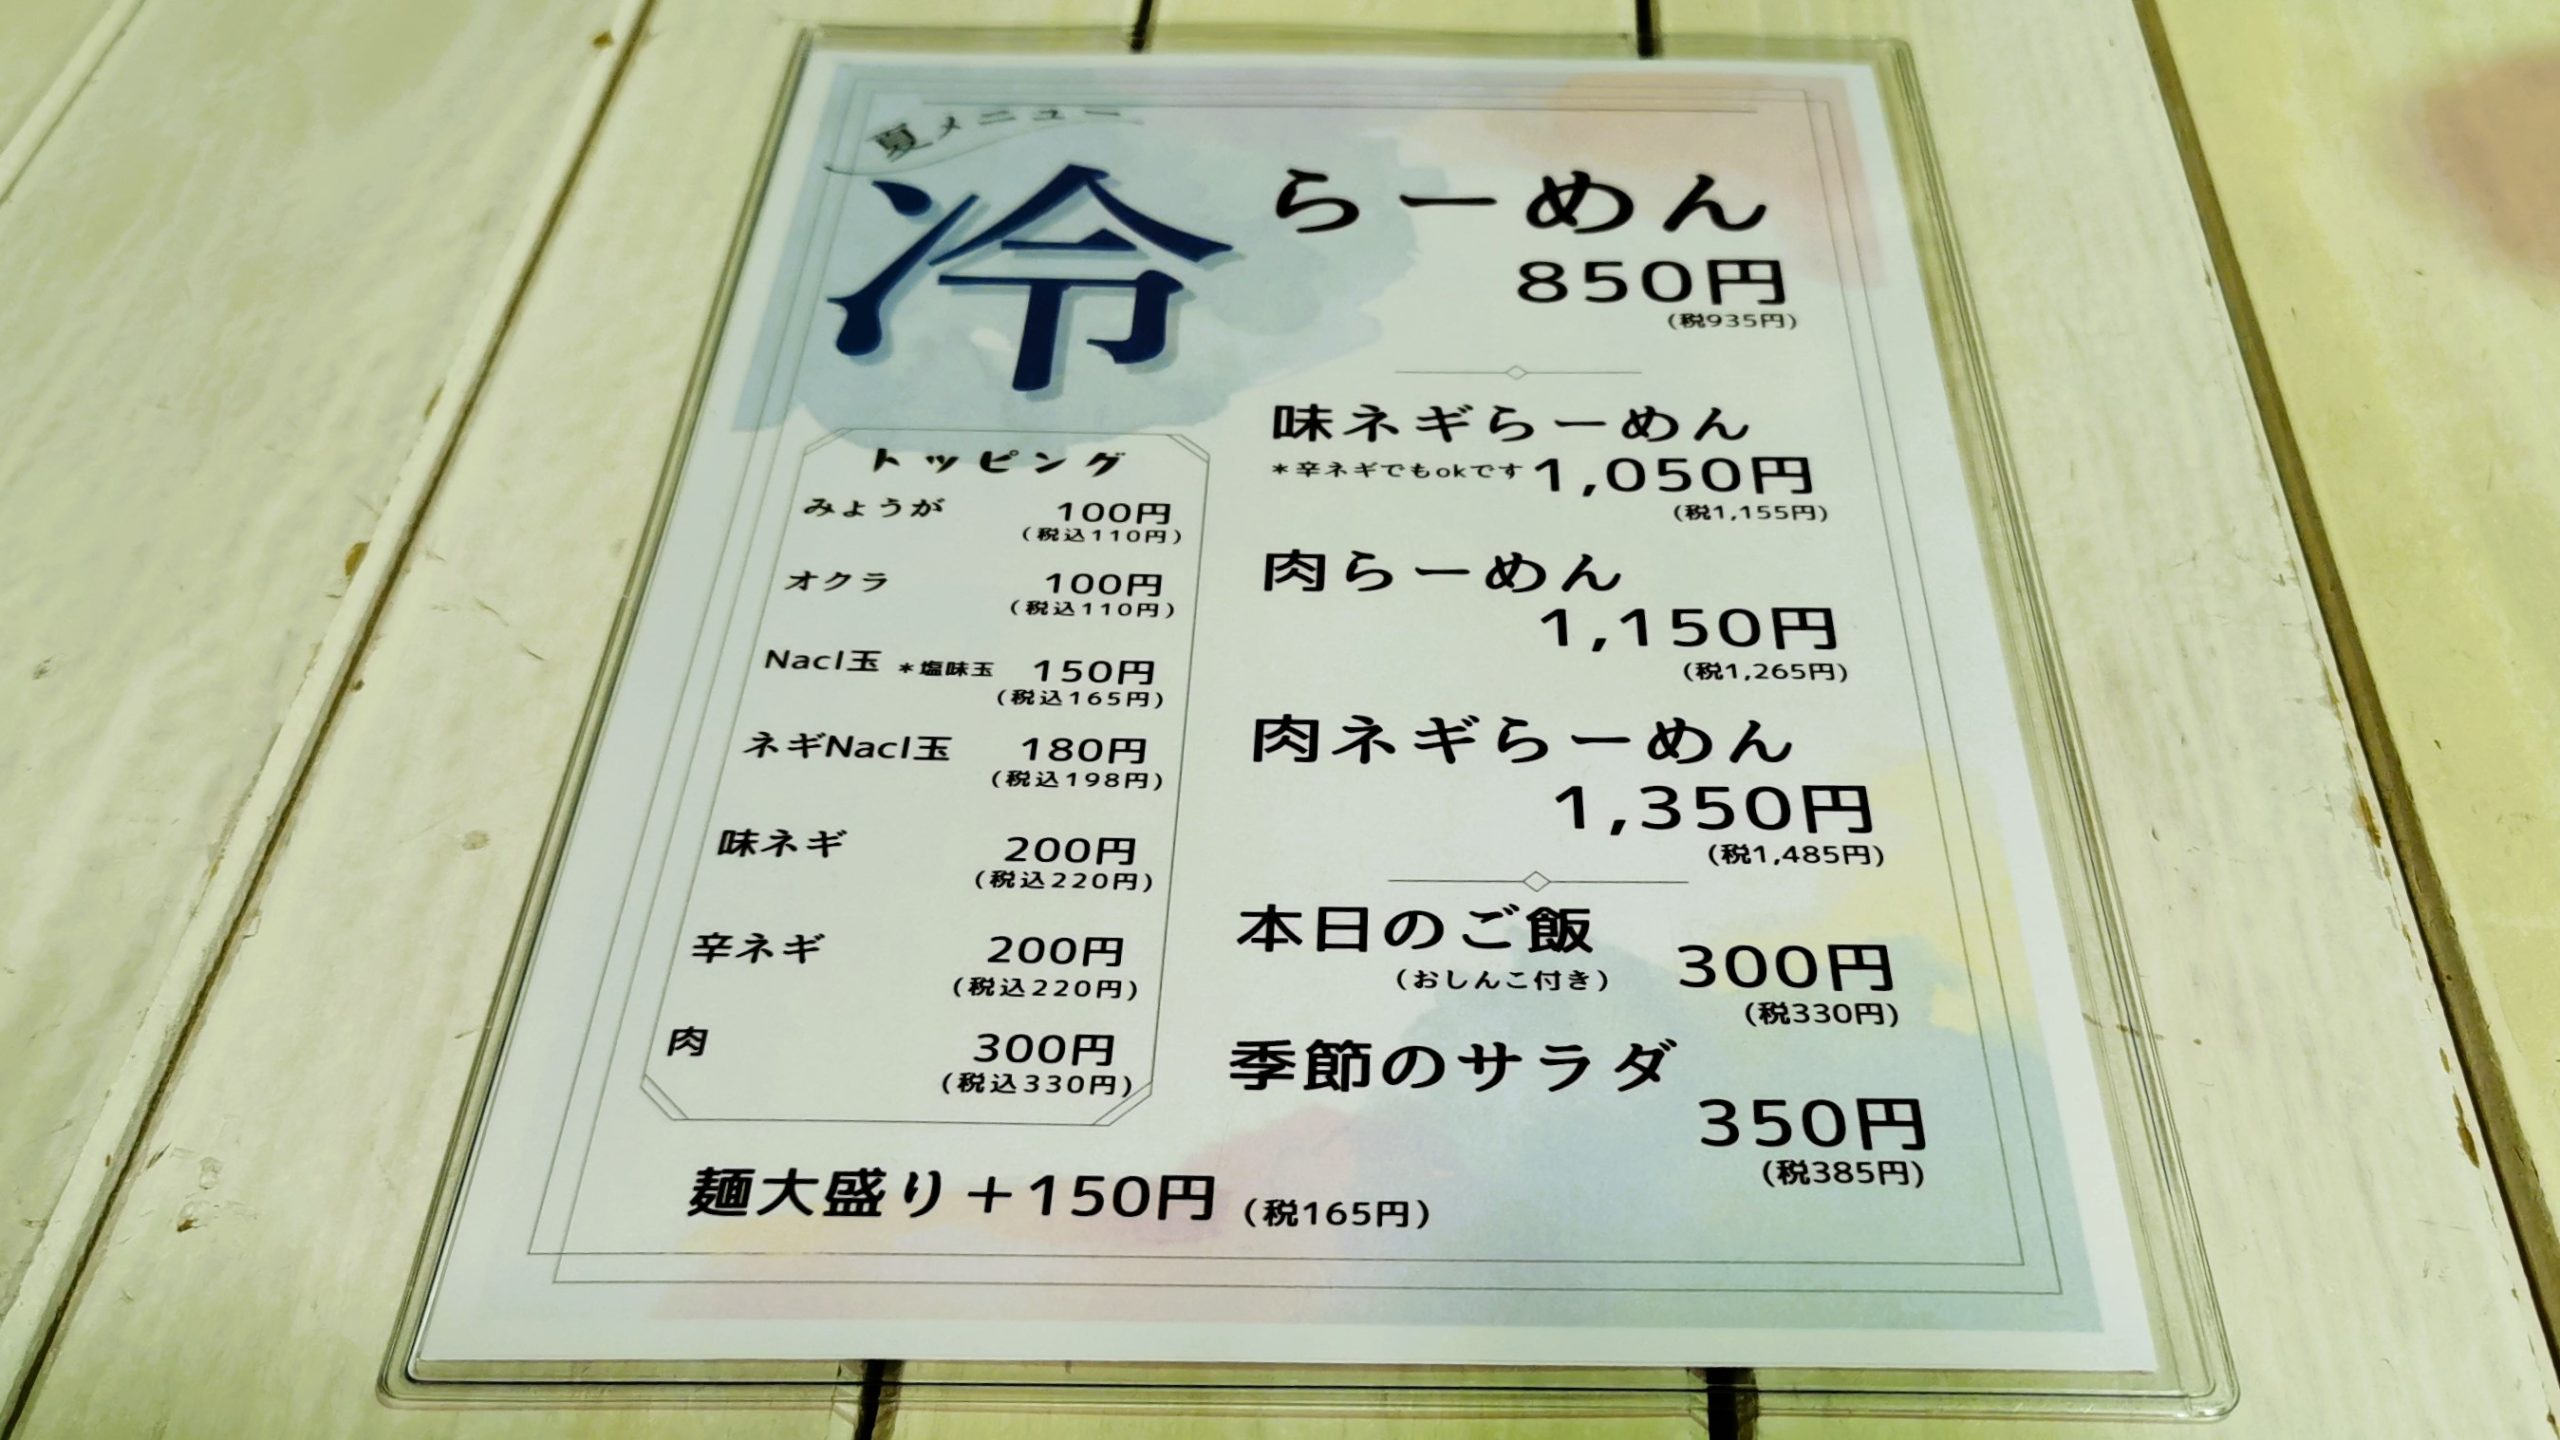 夏メニュー
冷
らーめん
850円
(税935円)
味ネギらーめん
*辛ネギでもokです 1,050円
(税1,155円)
肉らーめん
1,150円
(税1,265円)
肉ネギらーめん
1,350円
(税1,485円)
本日のご飯
(おしんこ付き) 300円
(税330円)
季節のサラダ
350円
(税385円)
トッピング
みょうが 100円
(税込110円)
オクラ 100円
(税込110円)
Nacl玉 *塩味玉 150円
(税込165円)
ネギNacl玉 180円
(税込198円)
味ネギ 200円
(税込220円)
辛ネギ 200円
(税込220円)
肉 300円
(税込330円)
麺大盛り+150円 (税165円)